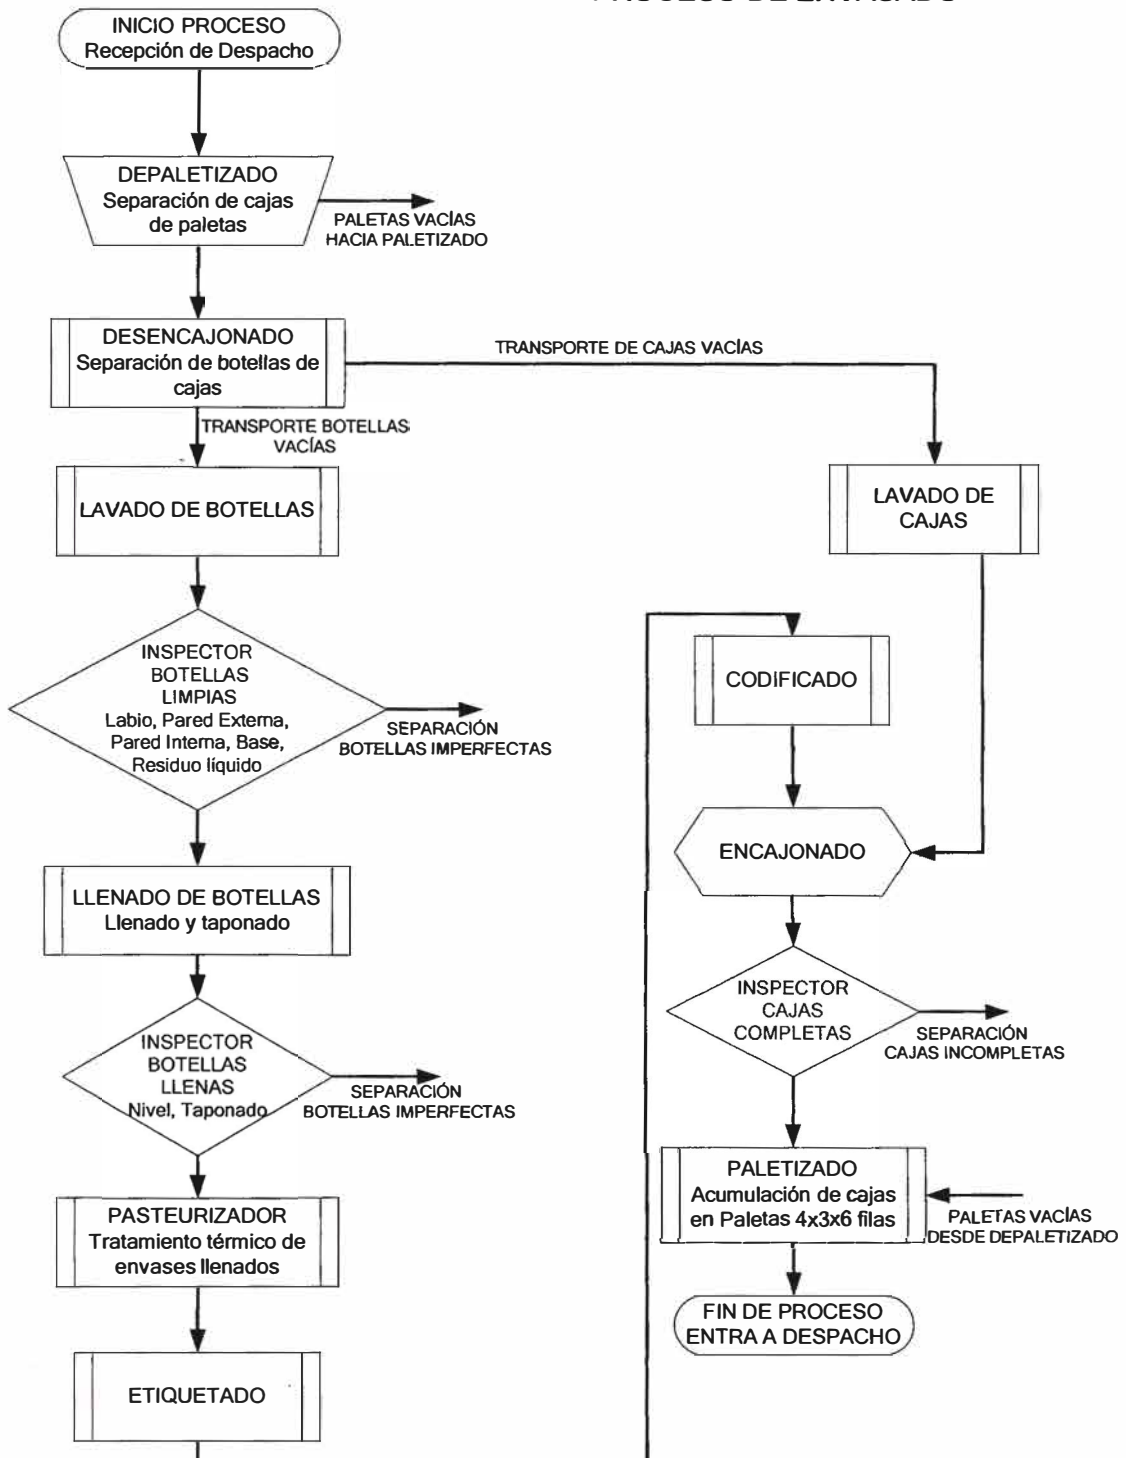 INICIO PROCESO
Recepción de Despacho
DEPALETIZADO
Separación de cajas
de paletas
PALETAS VACÍAS
HACIA PALETIZADO
DESENCAJONADO
Separación de botellas de
cajas
TRANSPORTE DE CAJAS VACÍAS
TRANSPORTE BOTELLAS
VACÍAS
LAVADO DE BOTELLAS
LAVADO DE
CAJAS
INSPECTOR
BOTELLAS
LIMPIAS
Labio, Pared Externa,
Pared Interna, Base,
Residuo líquido
SEPARACIÓN
BOTELLAS IMPERFECTAS
CODIFICADO
ENCAJONADO
LLENADO DE BOTELLAS
Llenado y taponado
INSPECTOR
BOTELLAS
LLENAS
Nivel, Taponado
SEPARACIÓN
BOTELLAS IMPERFECTAS
INSPECTOR
CAJAS
COMPLETAS
SEPARACIÓN
CAJAS INCOMPLETAS
PASTEURIZADOR
Tratamiento térmico de
envases llenados
PALETIZADO
Acumulación de cajas
en Paletas 4x3x6 filas
PALETAS VACÍAS
DESDE DEPALETIZADO
FIN DE PROCESO
ENTRA A DESPACHO
ETIQUETADO